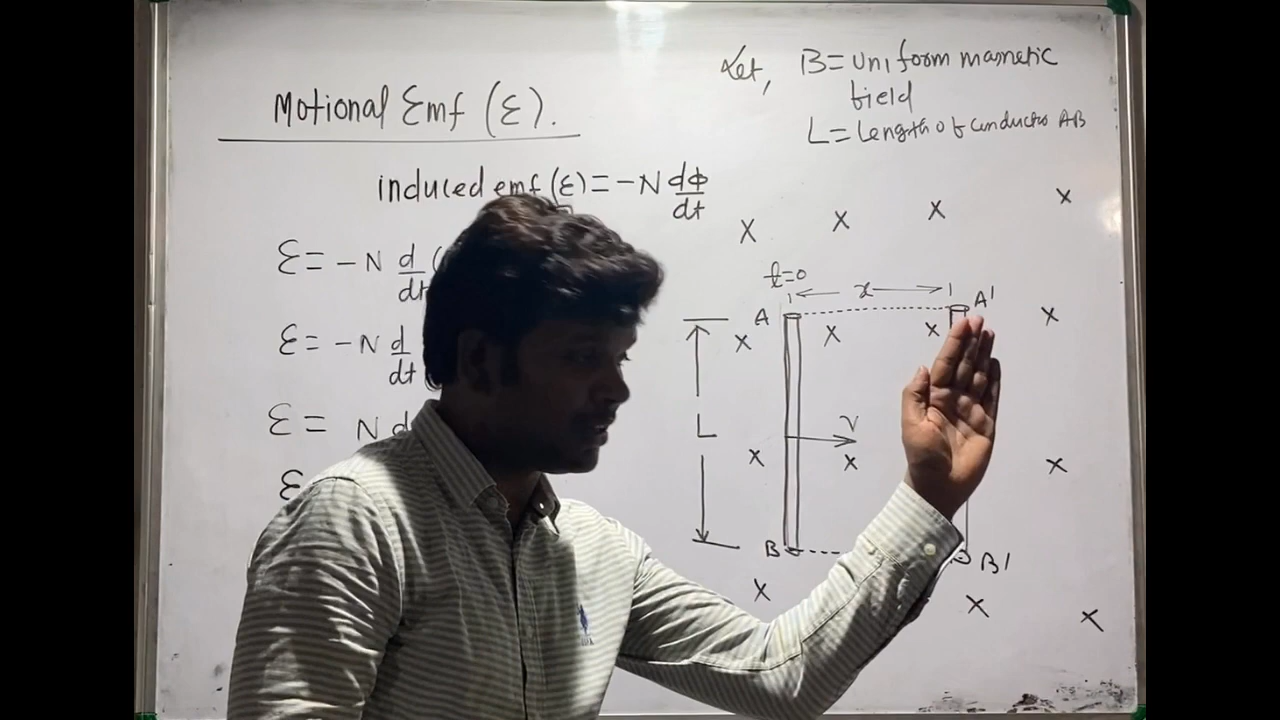 Let, B = uniform magnetic
field
L = Length of conductor AB
Motional Emf (ε).
induced emf (ε) = -N dφ/dt
ε = -N d/dt (
ε = -N d/dt
ε = N d
ε
t=0
x
A A'
L
v
B B'